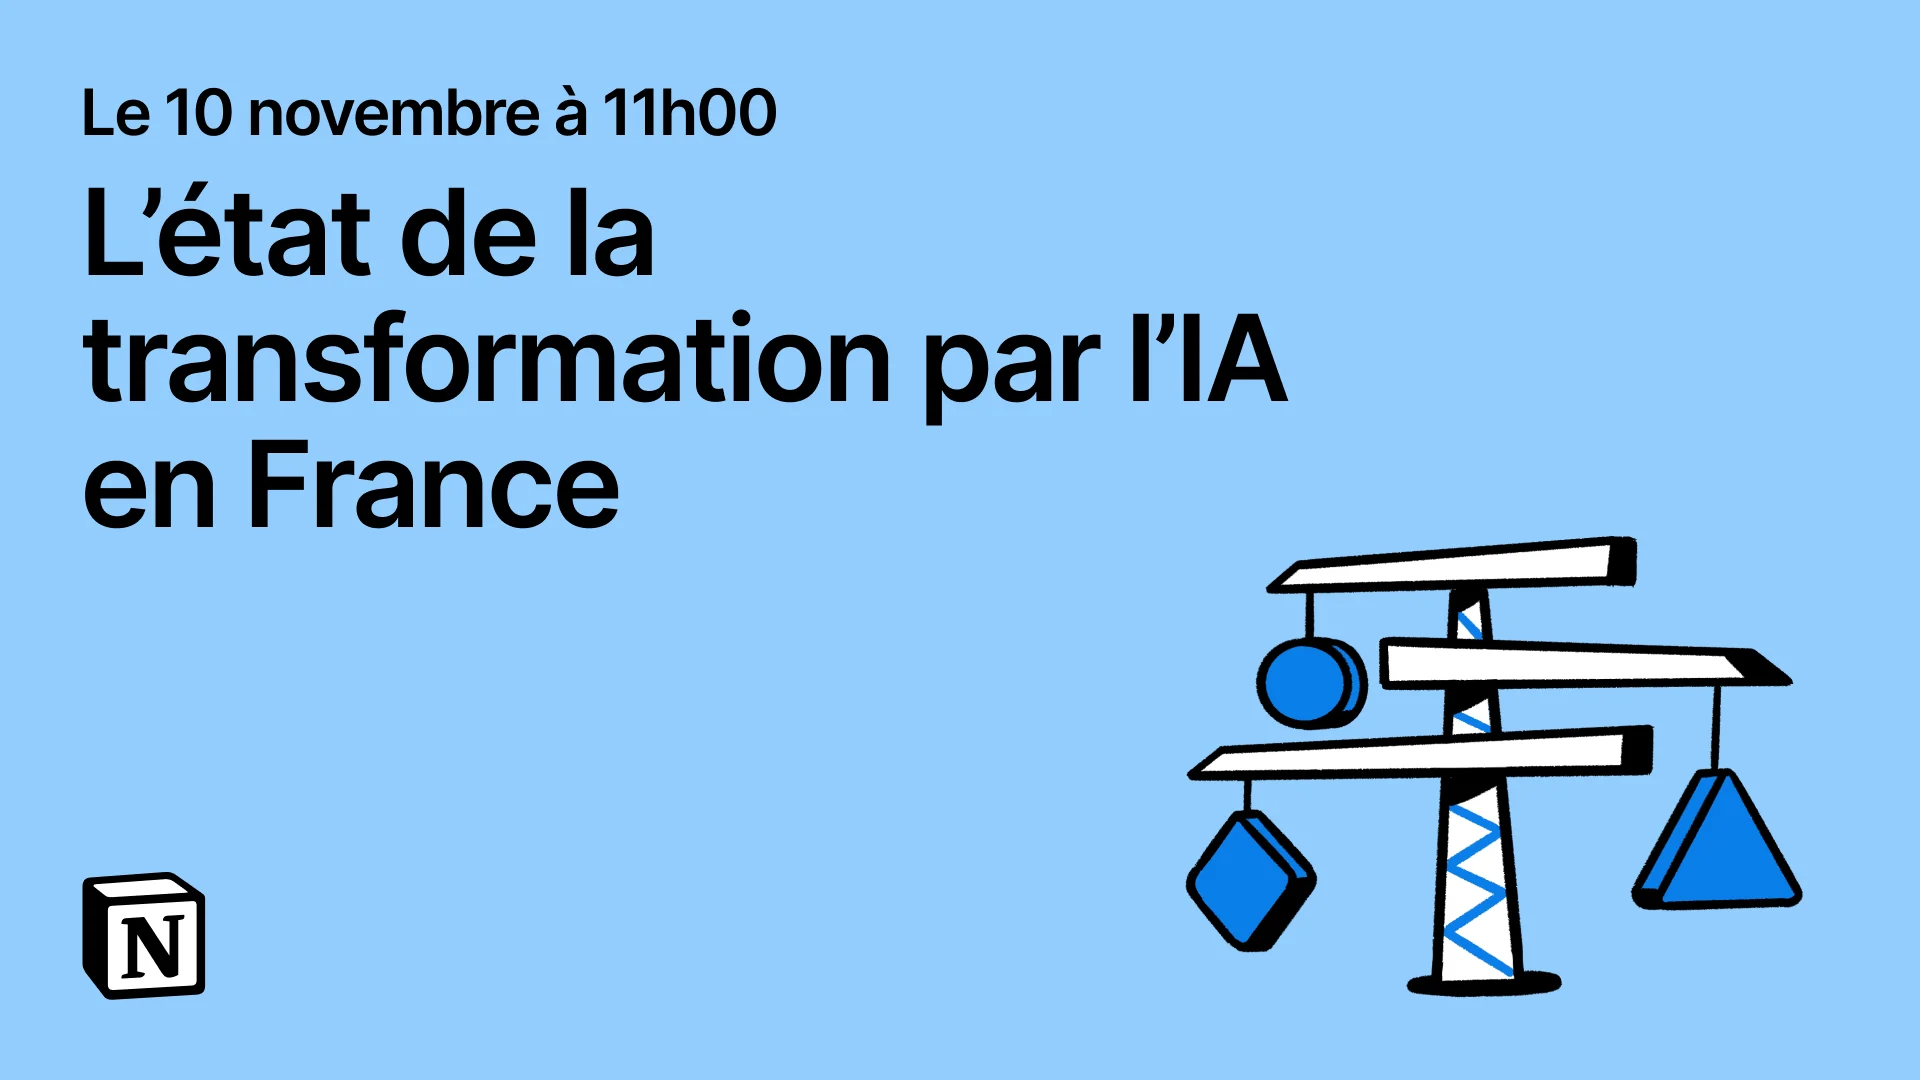 Le 10 novembre à 11h00
L’état de la
transformation par l’IA
en France
N